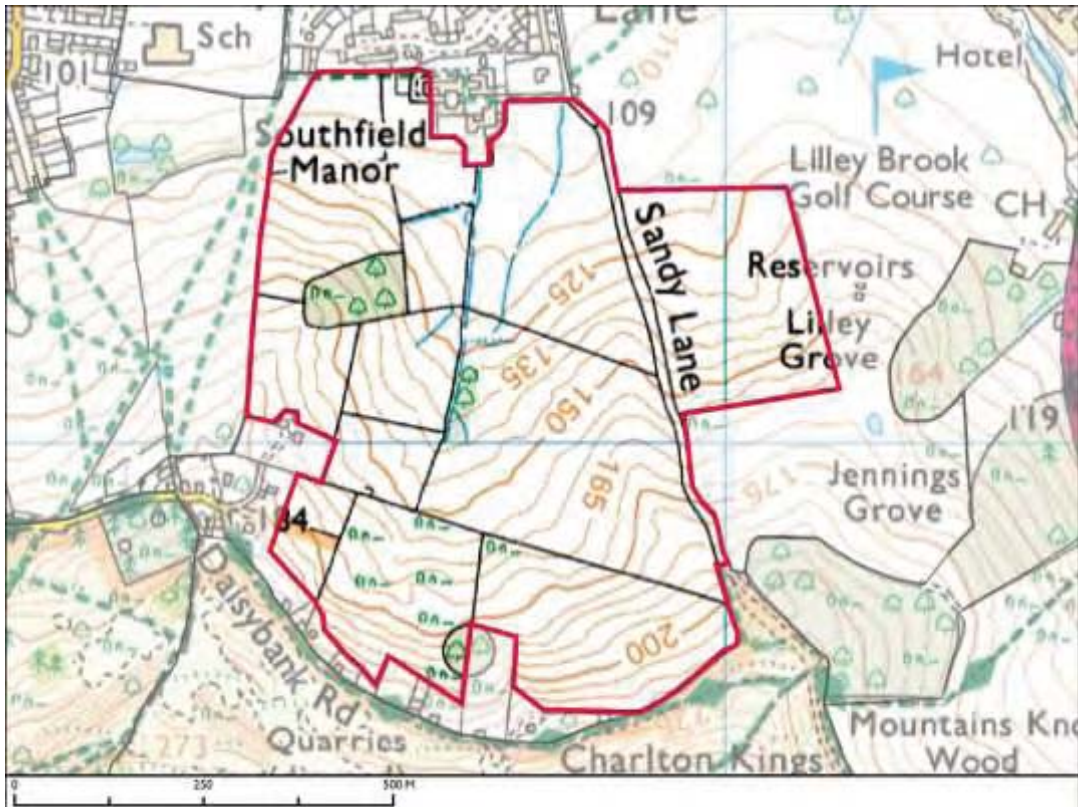 Lane
Sch
101
Hotel
110
109
Southfield
Manor
Lilley Brook
Golf Course
CH
Sandy Lane
125
Reservoirs
Lilley
Grove
135
164
150
119
165
176
Jennings
Grove
184
200
Daisybank Rd
Quarries
273
Charlton Kings
Mountains Kno
Wood
0
250
500 M